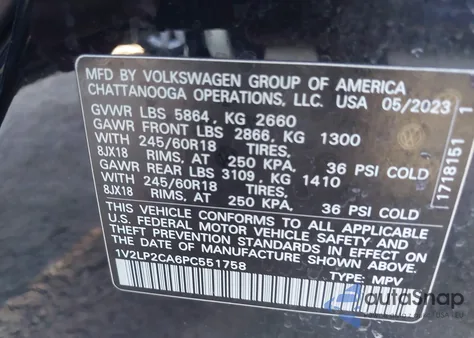 MFD BY VOLKSWAGEN GROUP OF AMERICA
CHATTANOOGA OPERATIONS, LLC. USA 05/2023
GVWR LBS 5864, KG 2660
GAWR FRONT LBS 2866, KG 1300
WITH 245/60R18 TIRES,
8JX18 RIMS, AT 250 KPA. 36 PSI COLD
GAWR REAR LBS 3109, KG 1410
WITH 245/60R18 TIRES,
8JX18 RIMS, AT 250 KPA. 36 PSI COLD
THIS VEHICLE CONFORMS TO ALL APPLICABLE
U.S. FEDERAL MOTOR VEHICLE SAFETY AND
THEFT PREVENTION STANDARDS IN EFFECT ON
THE DATE OF MANUFACTURE SHOWN ABOVE.
1V2LP2CA6PC551758
TYPE: MPV
1718151
autoSnap